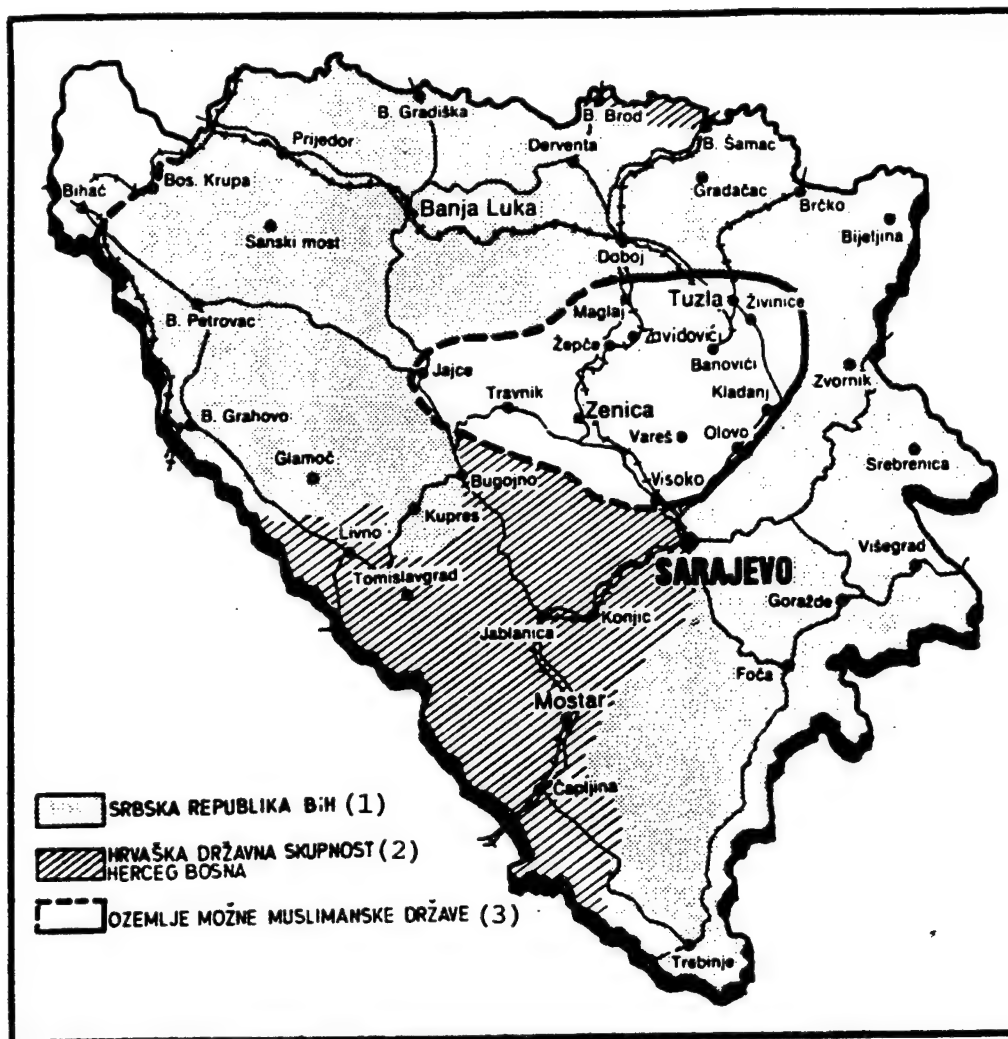 B. Gradiška
B. Brod
Prijedor
Derventa
B. Šamac
Bihać
Bos. Krupa
Gradačac
Banja Luka
Brčko
Sanski most
Bijeljina
Doboj
Tuzla
Živinice
B. Petrovac
Maglaj
Zavidovići
Žepče
Banovići
Jajce
Zvornik
Travnik
Kladanj
B. Grahovo
Zenica
Vareš
Olovo
Glamoč
Srebrenica
Bugojno
Visoko
Kupres
Livno
Višegrad
SARAJEVO
Tomislavgrad
Goražde
Jablanica
Konjic
Foča
Mostar
Čapljina
SRBSKA REPUBLIKA BiH (1)
HRVAŠKA DRŽAVNA SKUPNOST (2)
HERCEG BOSNA
OZEMLJE MOŽNE MUSLIMANSKE DRŽAVE (3)
Trebinje